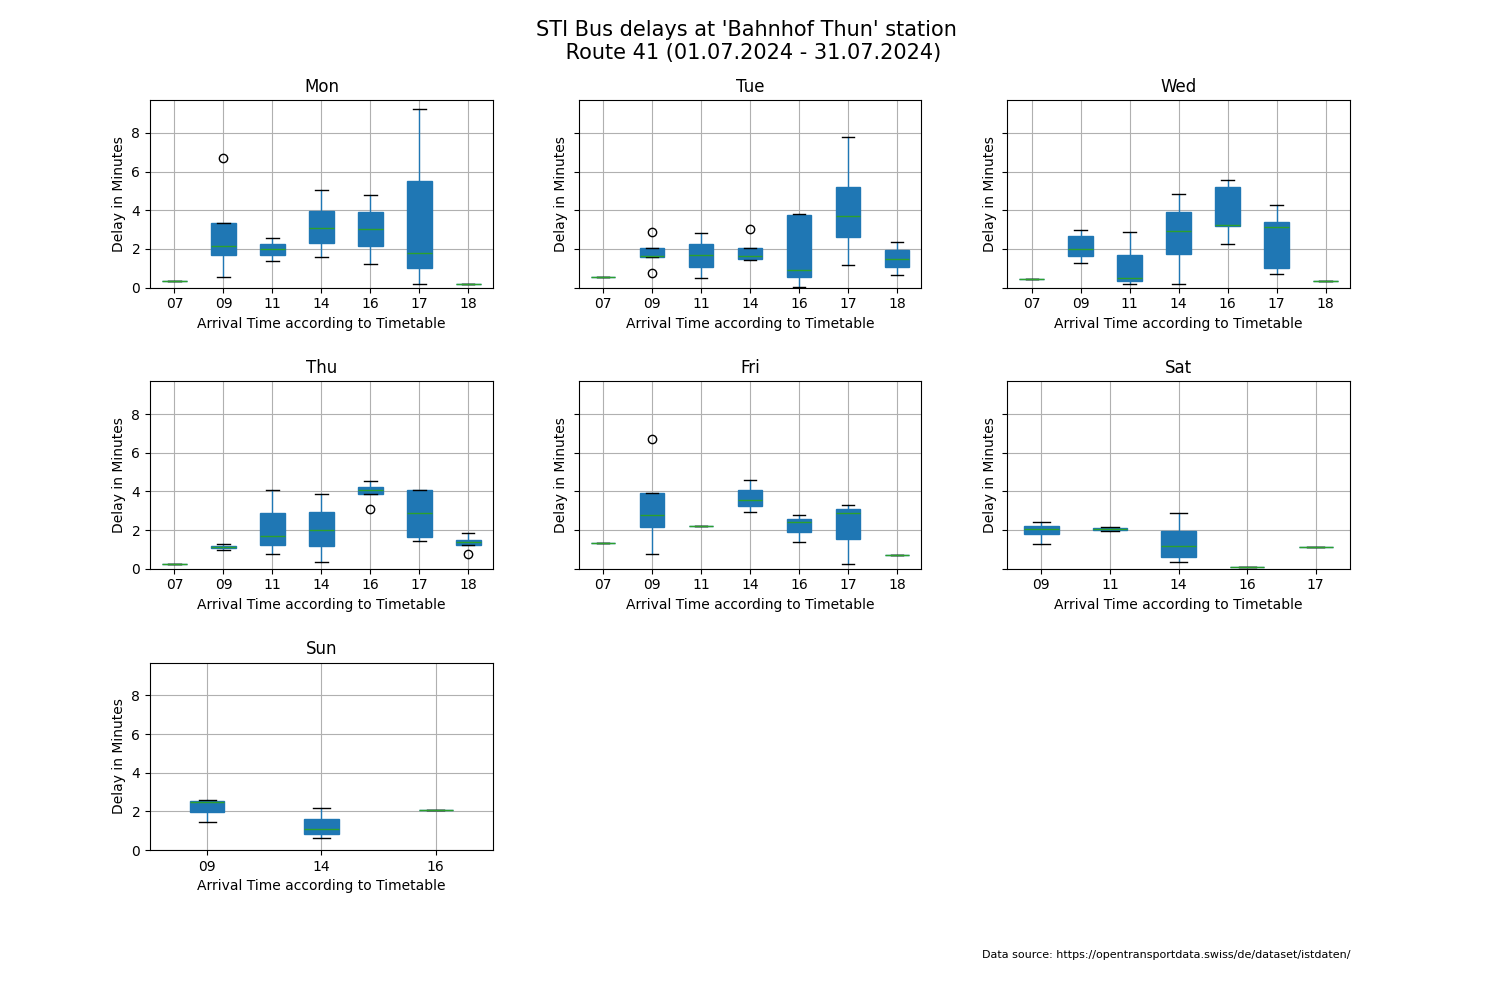 STI Bus delays at 'Bahnhof Thun' station
Route 41 (01.07.2024 - 31.07.2024)
Mon
Delay in Minutes
8
6
4
2
0
07 09 11 14 16 17 18
Arrival Time according to Timetable
Tue
Delay in Minutes
07 09 11 14 16 17 18
Arrival Time according to Timetable
Wed
Delay in Minutes
07 09 11 14 16 17 18
Arrival Time according to Timetable
Thu
Delay in Minutes
8
6
4
2
0
07 09 11 14 16 17 18
Arrival Time according to Timetable
Fri
Delay in Minutes
07 09 11 14 16 17 18
Arrival Time according to Timetable
Sat
Delay in Minutes
09 11 14 16 17
Arrival Time according to Timetable
Sun
Delay in Minutes
8
6
4
2
0
09 14 16
Arrival Time according to Timetable
Data source: https://opentransportdata.swiss/de/dataset/istdaten/